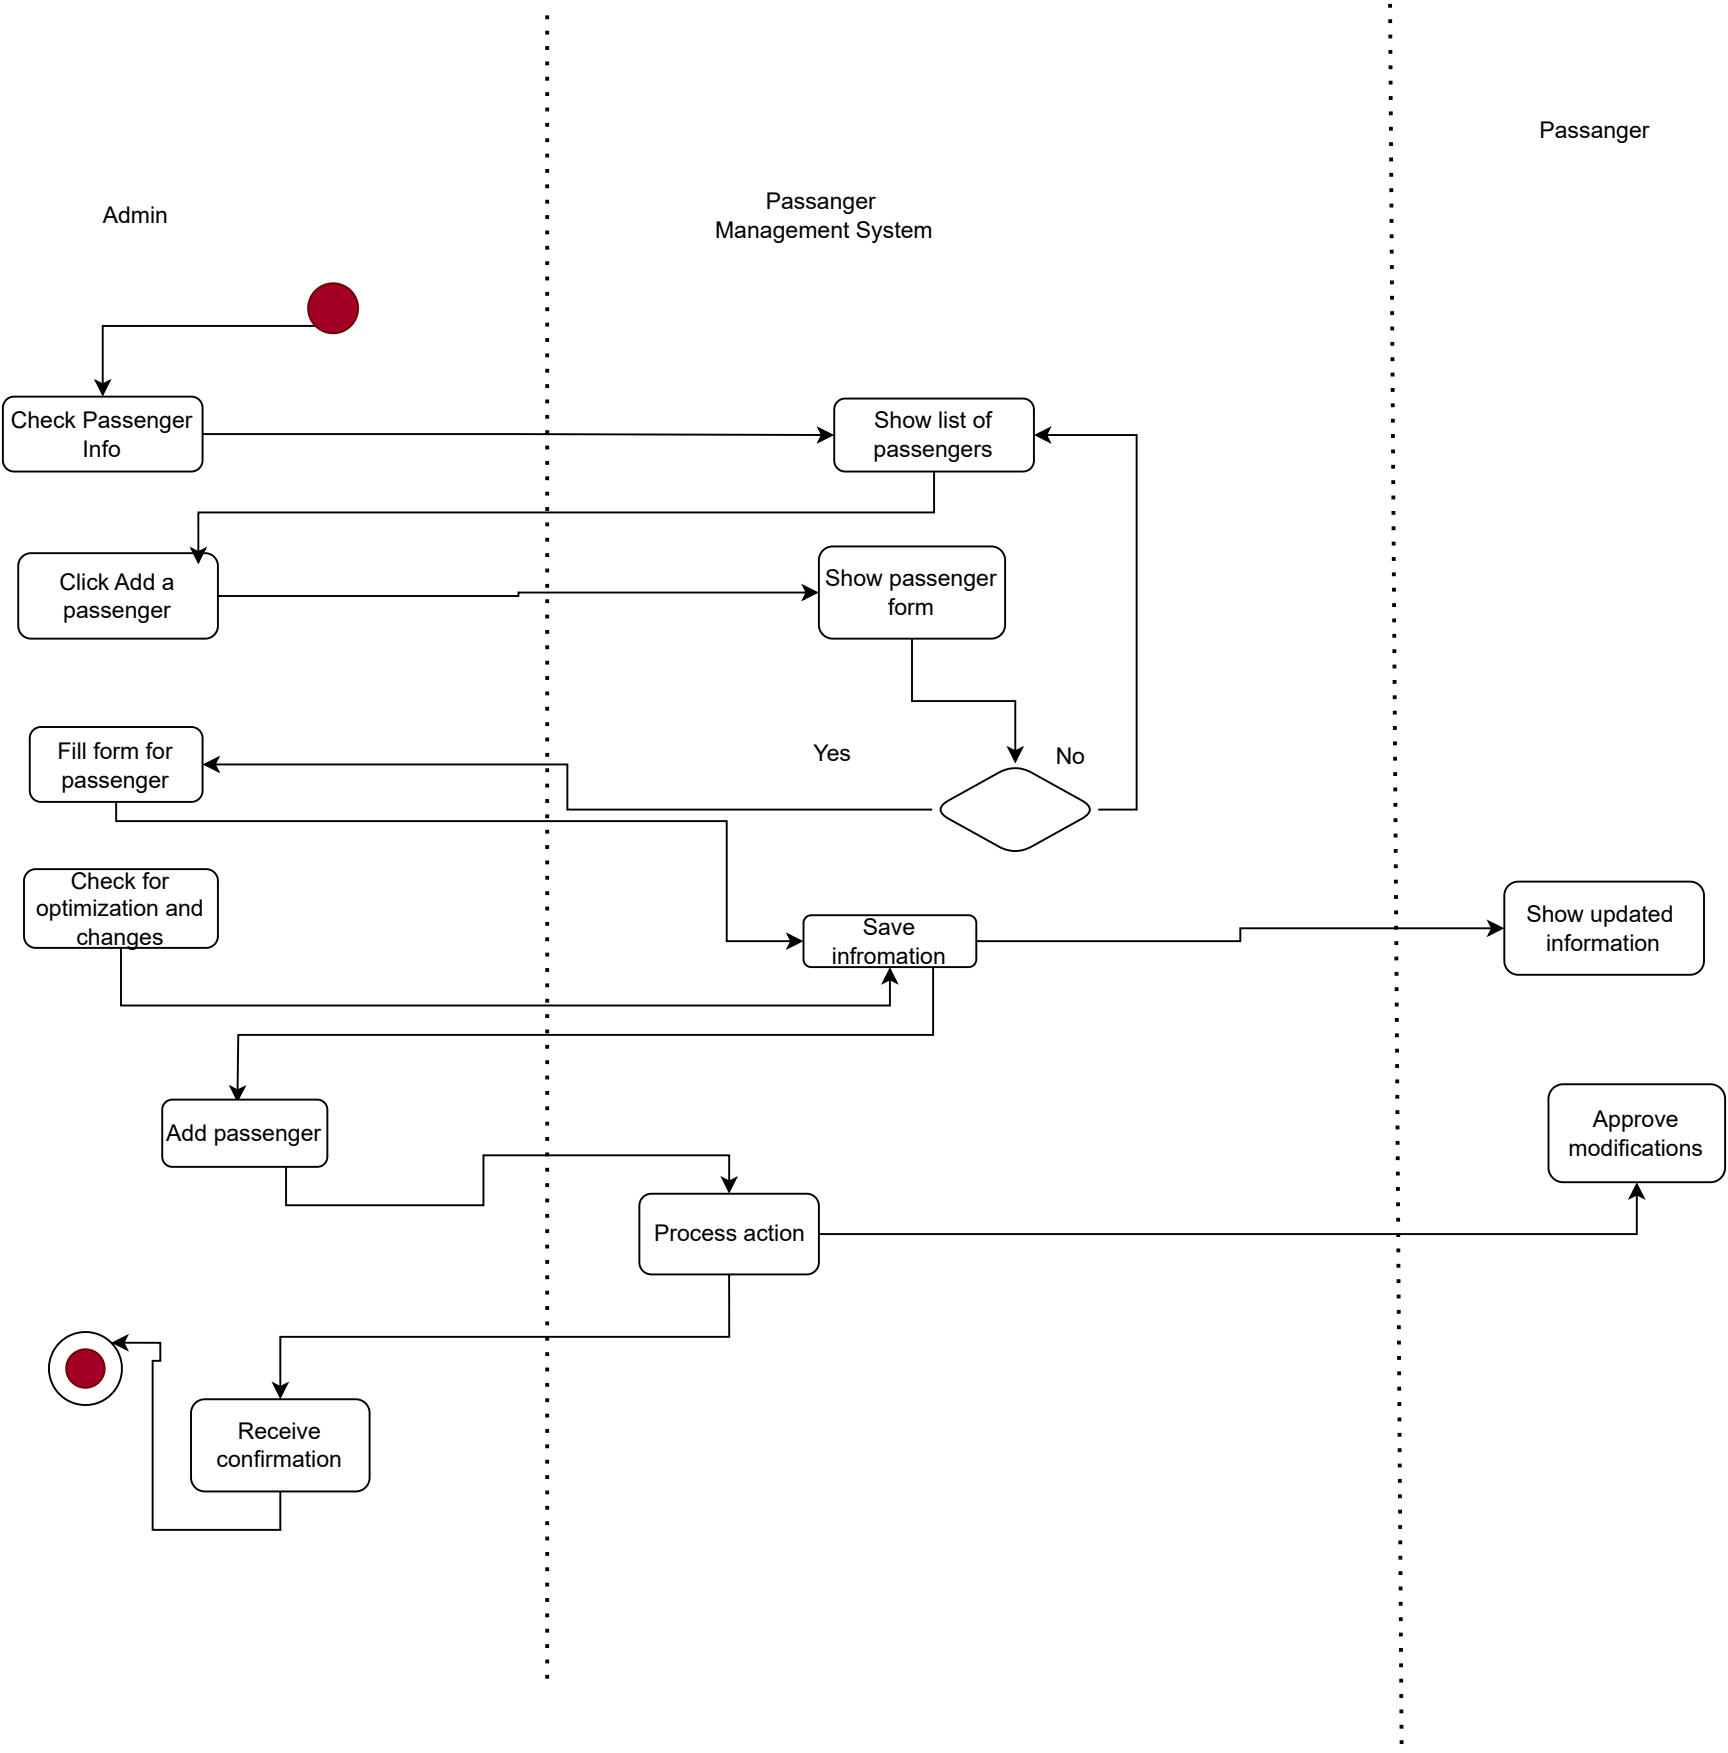 Passanger
Admin
Passanger
Management System
Check Passenger
Info
Show list of
passengers
Click Add a
passenger
Show passenger
form
Fill form for
passenger
Yes
No
Check for
optimization and
changes
Save
infromation
Show updated
information
Add passenger
Approve
modifications
Process action
Receive
confirmation